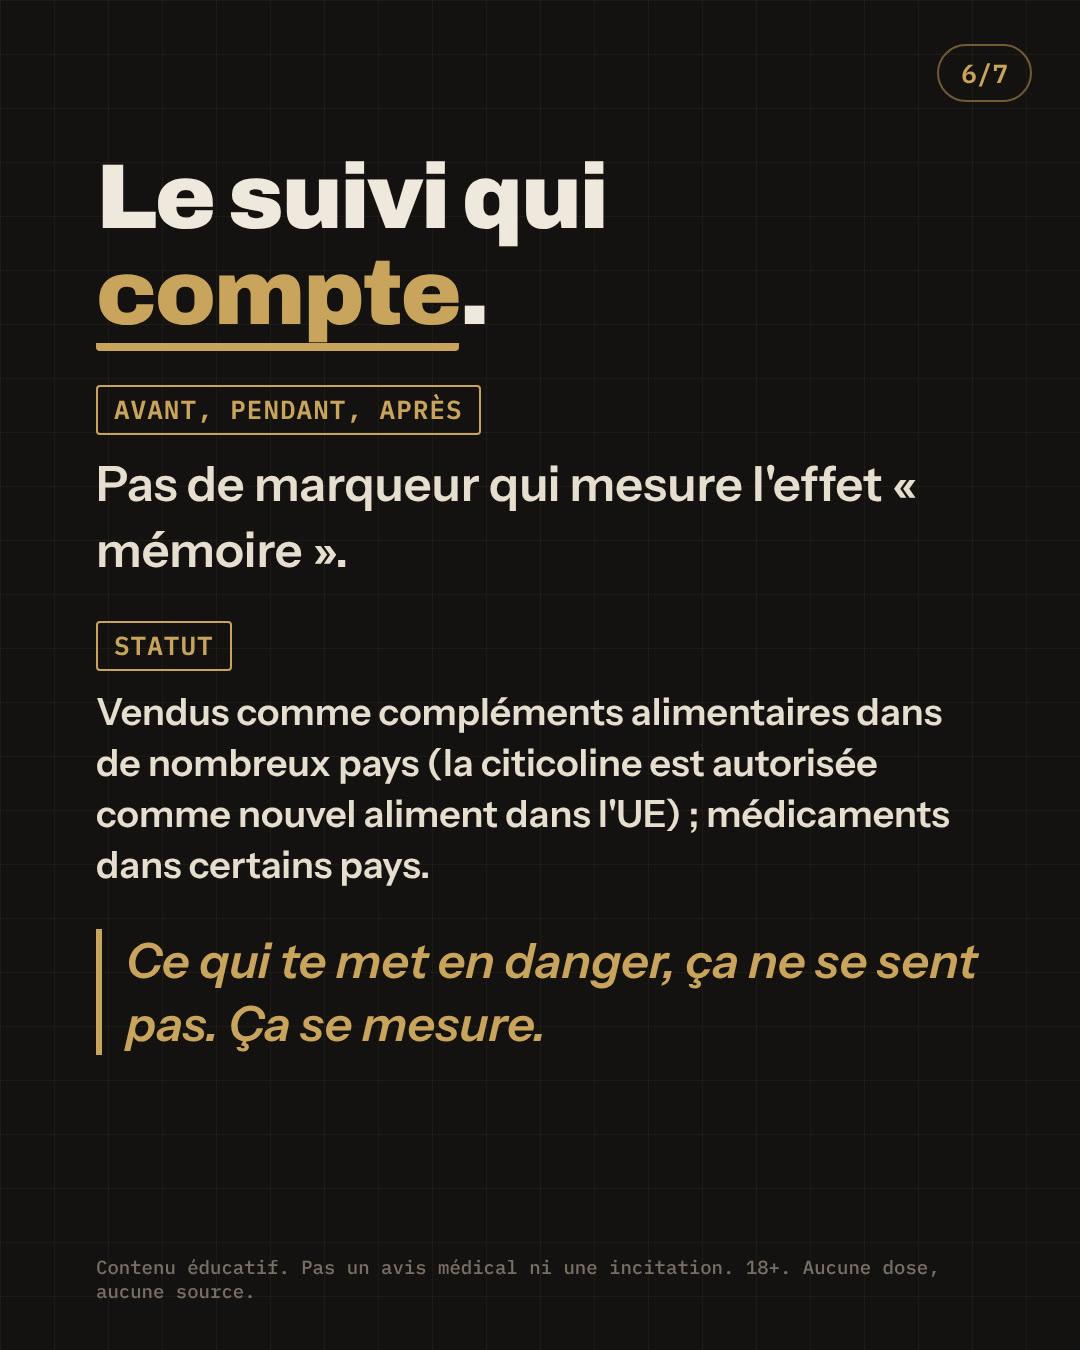 6/7
Le suivi qui
compte.
AVANT, PENDANT, APRÈS
Pas de marqueur qui mesure l'effet «
mémoire ».
STATUT
Vendus comme compléments alimentaires dans
de nombreux pays (la citicoline est autorisée
comme nouvel aliment dans l'UE) ; médicaments
dans certains pays.
Ce qui te met en danger, ça ne se sent
pas. Ça se mesure.
Contenu éducatif. Pas un avis médical ni une incitation. 18+. Aucune dose,
aucune source.